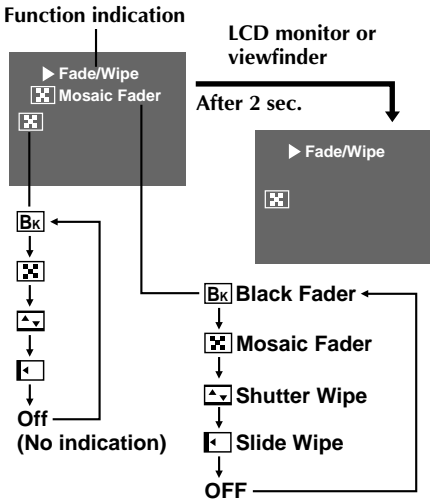 Function indication
LCD monitor or
viewfinder
Fade/Wipe
Mosaic Fader
After 2 sec.
Fade/Wipe
BK
BK Black Fader
Mosaic Fader
Shutter Wipe
Slide Wipe
Off
(No indication)
OFF